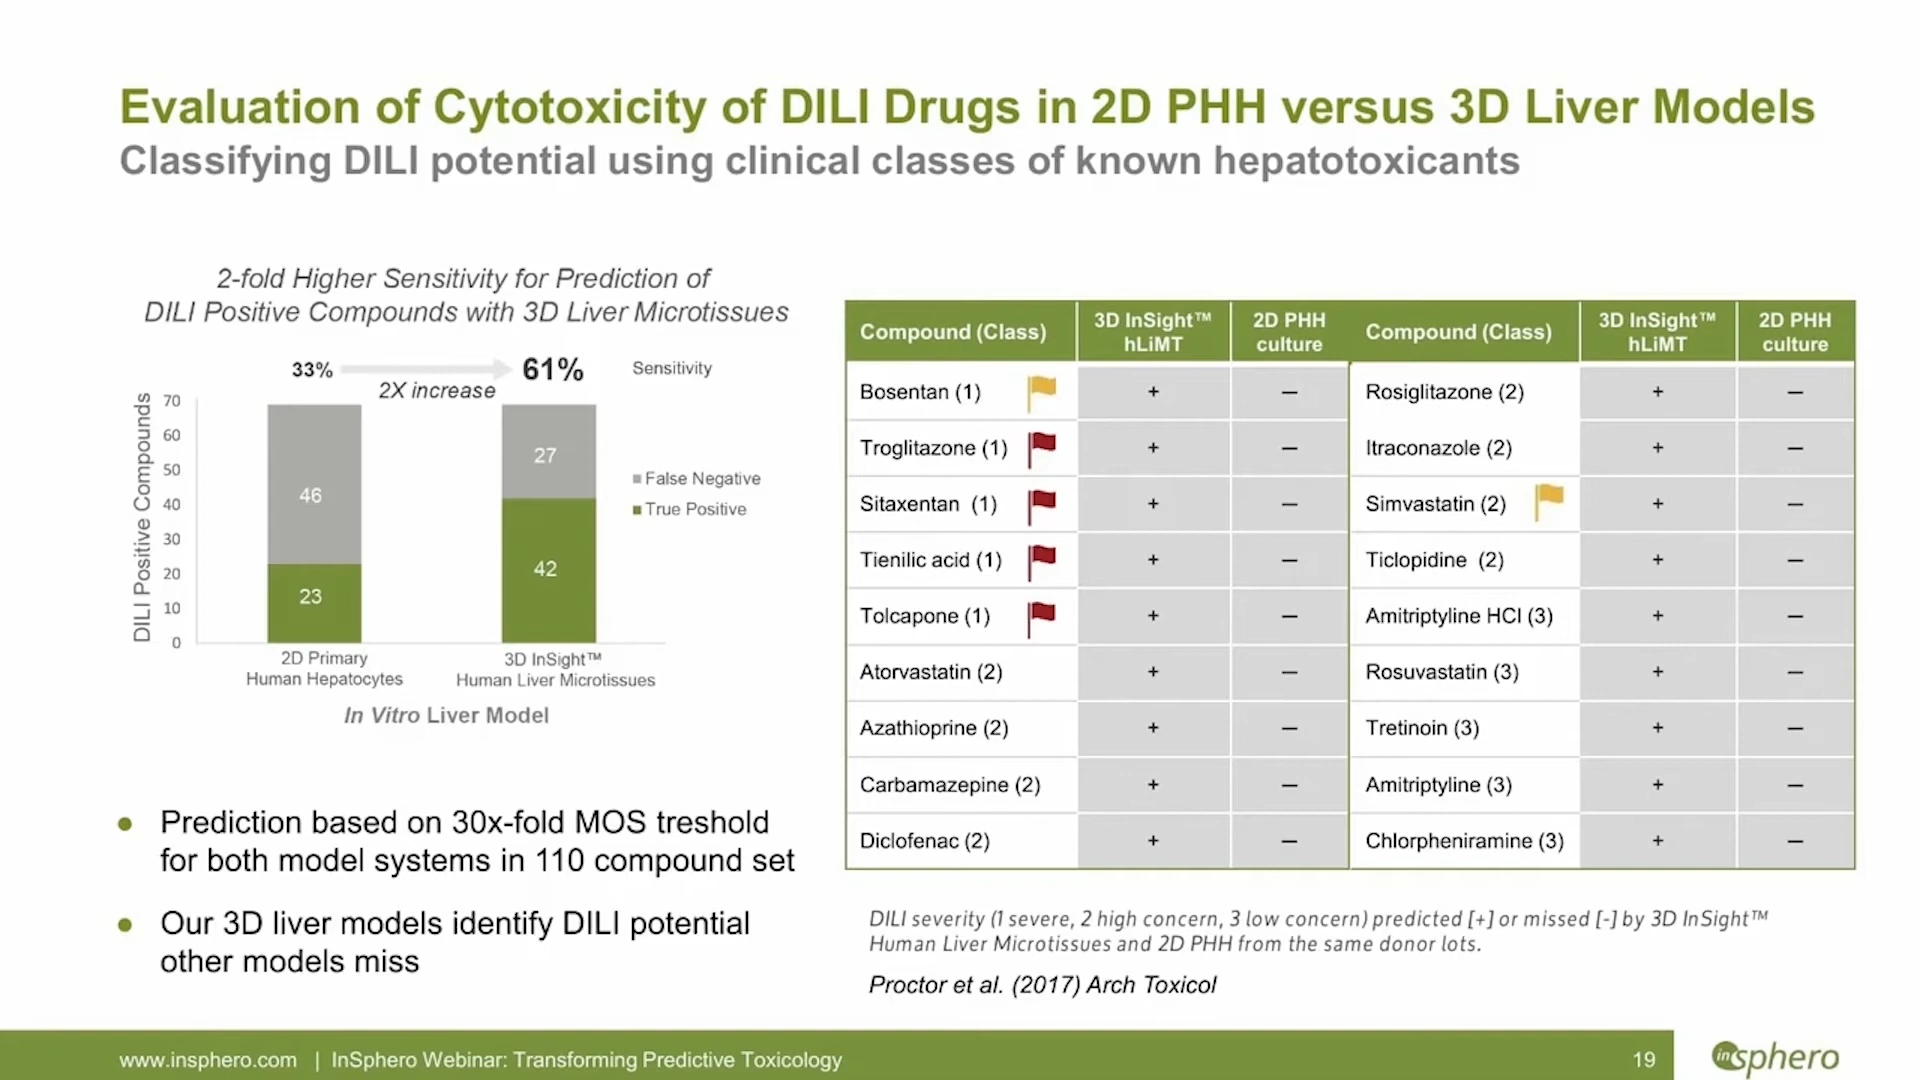 Evaluation of Cytotoxicity of DILI Drugs in 2D PHH versus 3D Liver Models
Classifying DILI potential using clinical classes of known hepatotoxicants
2-fold Higher Sensitivity for Prediction of
DILI Positive Compounds with 3D Liver Microtissues
33% 61% Sensitivity
2X increase
DILI Positive Compounds
70
60
50
40
30
20
10
0
46
23
27
42
False Negative
True Positive
2D Primary
Human Hepatocytes
3D InSight™
Human Liver Microtissues
In Vitro Liver Model
● Prediction based on 30x-fold MOS treshold
for both model systems in 110 compound set
● Our 3D liver models identify DILI potential
other models miss
Compound (Class) 3D InSight™ hLiMT 2D PHH culture Compound (Class) 3D InSight™ hLiMT 2D PHH culture
Bosentan (1) + – Rosiglitazone (2) + –
Troglitazone (1) + – Itraconazole (2) + –
Sitaxentan (1) + – Simvastatin (2) + –
Tienilic acid (1) + – Ticlopidine (2) + –
Tolcapone (1) + – Amitriptyline HCl (3) + –
Atorvastatin (2) + – Rosuvastatin (3) + –
Azathioprine (2) + – Tretinoin (3) + –
Carbamazepine (2) + – Amitriptyline (3) + –
Diclofenac (2) + – Chlorpheniramine (3) + –
DILI severity (1 severe, 2 high concern, 3 low concern) predicted [+] or missed [-] by 3D InSight™
Human Liver Microtissues and 2D PHH from the same donor lots.
Proctor et al. (2017) Arch Toxicol
www.insphero.com | InSphero Webinar: Transforming Predictive Toxicology 19
insphero